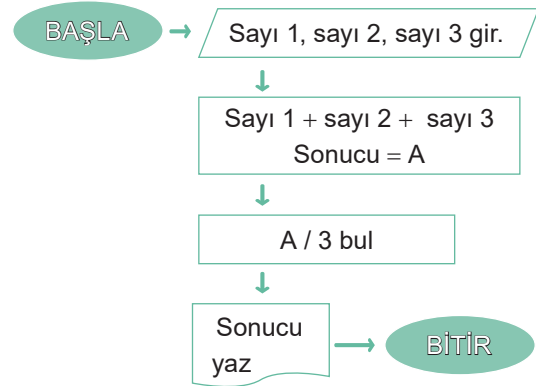 BAŞLA
Sayı 1, sayı 2, sayı 3 gir.
Sayı 1 + sayı 2 + sayı 3
Sonucu = A
A / 3 bul
Sonucu
yaz
BİTİR